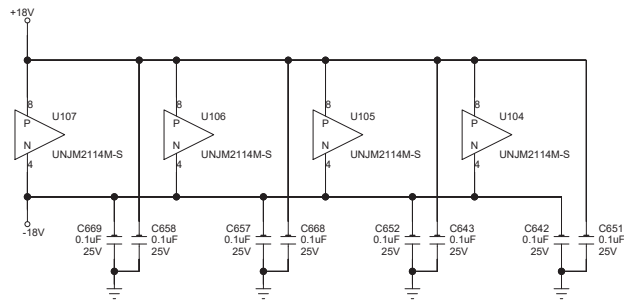 +18V
8
U107
P
N
UNJM2114M-S
4
8
U106
P
N
UNJM2114M-S
4
8
U105
P
N
UNJM2114M-S
4
8
U104
P
N
UNJM2114M-S
4
-18V
C669
0.1uF
25V
C658
0.1uF
25V
C657
0.1uF
25V
C668
0.1uF
25V
C652
0.1uF
25V
C643
0.1uF
25V
C642
0.1uF
25V
C651
0.1uF
25V